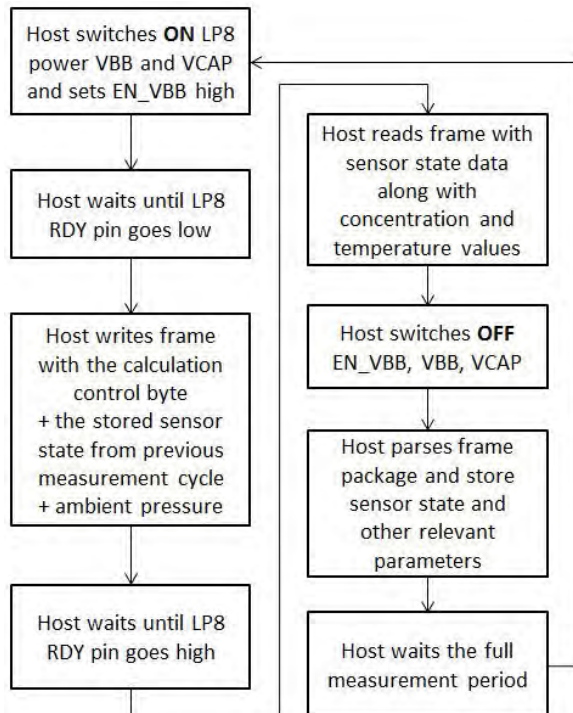 Host switches ON LP8
power VBB and VCAP
and sets EN_VBB high
Host waits until LP8
RDY pin goes low
Host writes frame
with the calculation
control byte
+ the stored sensor
state from previous
measurement cycle
+ ambient pressure
Host waits until LP8
RDY pin goes high
Host reads frame with
sensor state data
along with
concentration and
temperature values
Host switches OFF
EN_VBB, VBB, VCAP
Host parses frame
package and store
sensor state and
other relevant
parameters
Host waits the full
measurement period